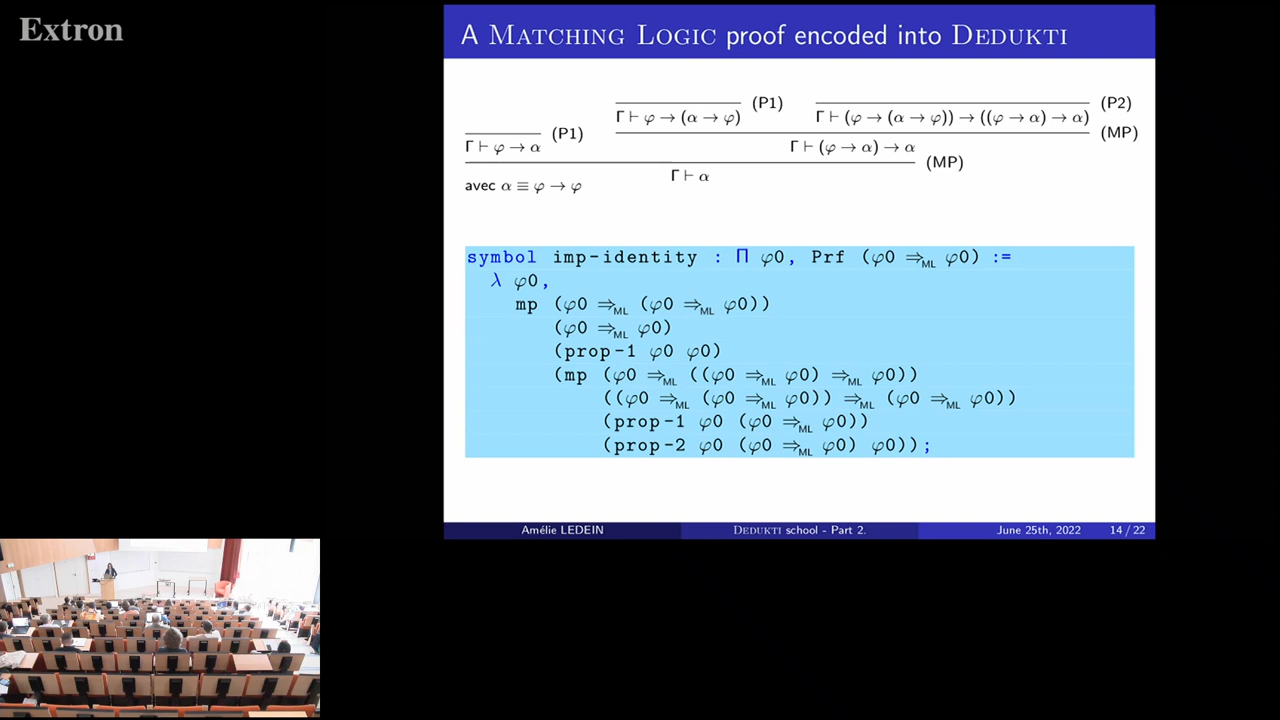 Extron
A MATCHING LOGIC proof encoded into DEDUKTI
Γ ⊢ φ → α (P1)
Γ ⊢ φ → (α → φ) (P1)
Γ ⊢ (φ → (α → φ)) → ((φ → α) → α) (P2)
(MP)
Γ ⊢ (φ → α) → α
(MP)
Γ ⊢ α
avec α ≡ φ → φ
symbol imp-identity : Π φ0, Prf (φ0 ⇒ML φ0) :=
λ φ0,
mp (φ0 ⇒ML (φ0 ⇒ML φ0))
(φ0 ⇒ML φ0)
(prop-1 φ0 φ0)
(mp (φ0 ⇒ML ((φ0 ⇒ML φ0) ⇒ML φ0))
((φ0 ⇒ML (φ0 ⇒ML φ0)) ⇒ML (φ0 ⇒ML φ0))
(prop-1 φ0 (φ0 ⇒ML φ0))
(prop-2 φ0 (φ0 ⇒ML φ0) φ0));
Amélie LEDEIN DEDUKTI school - Part 2. June 25th, 2022 14 / 22